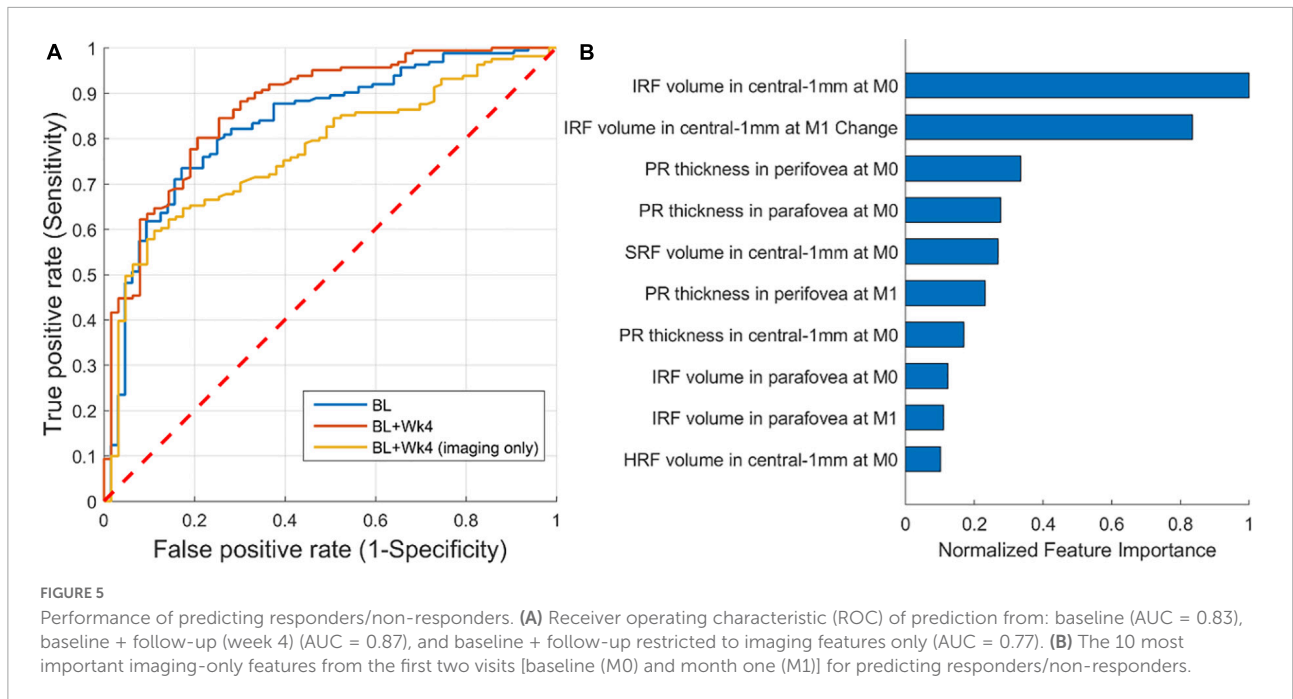 A
True positive rate (Sensitivity)
1
0.9
0.8
0.7
0.6
0.5
0.4
0.3
0.2
0.1
0
0 0.2 0.4 0.6 0.8 1
False positive rate (1-Specificity)
BL
BL+Wk4
BL+Wk4 (imaging only)
B
IRF volume in central-1mm at M0
IRF volume in central-1mm at M1 Change
PR thickness in perifovea at M0
PR thickness in parafovea at M0
SRF volume in central-1mm at M0
PR thickness in perifovea at M1
PR thickness in central-1mm at M0
IRF volume in parafovea at M0
IRF volume in parafovea at M1
HRF volume in central-1mm at M0
0 0.2 0.4 0.6 0.8 1
Normalized Feature Importance
FIGURE 5
Performance of predicting responders/non-responders. (A) Receiver operating characteristic (ROC) of prediction from: baseline (AUC = 0.83),
baseline + follow-up (week 4) (AUC = 0.87), and baseline + follow-up restricted to imaging features only (AUC = 0.77). (B) The 10 most
important imaging-only features from the first two visits [baseline (M0) and month one (M1)] for predicting responders/non-responders.